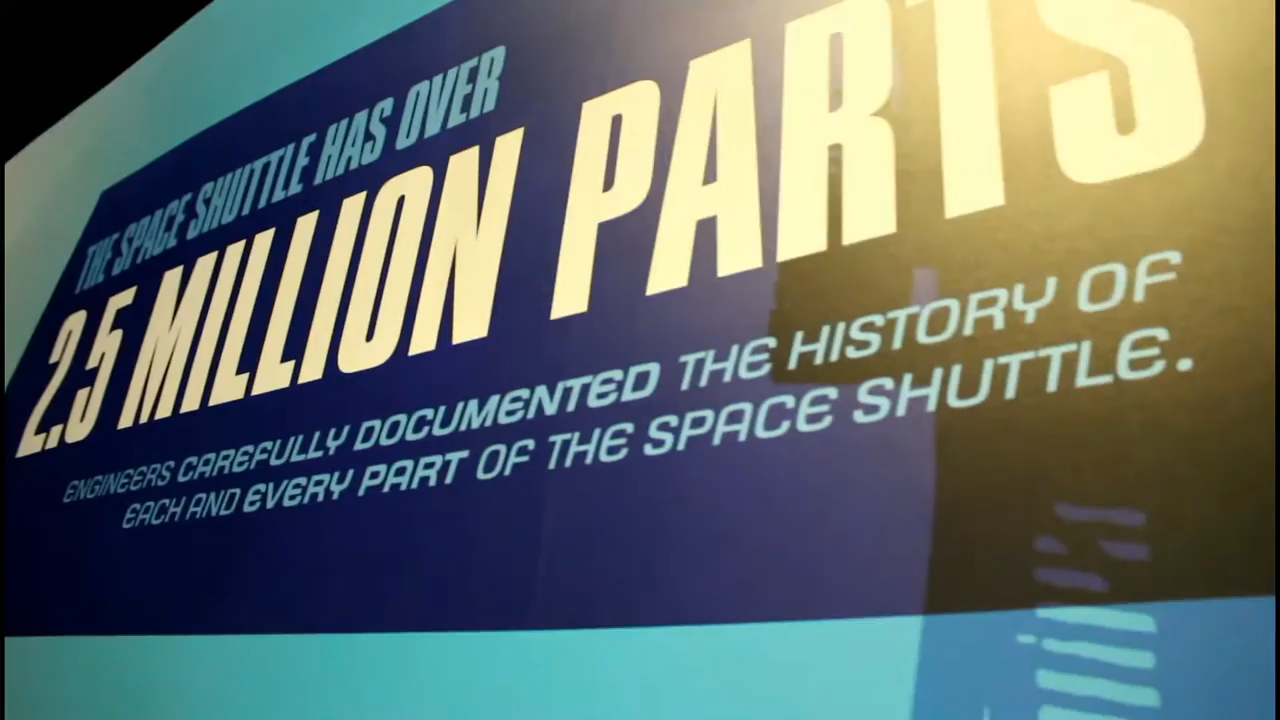 THE SPACE SHUTTLE HAS OVER
2.5 MILLION PARTS
ENGINEERS CAREFULLY DOCUMENTED THE HISTORY OF
EACH AND EVERY PART OF THE SPACE SHUTTLE.